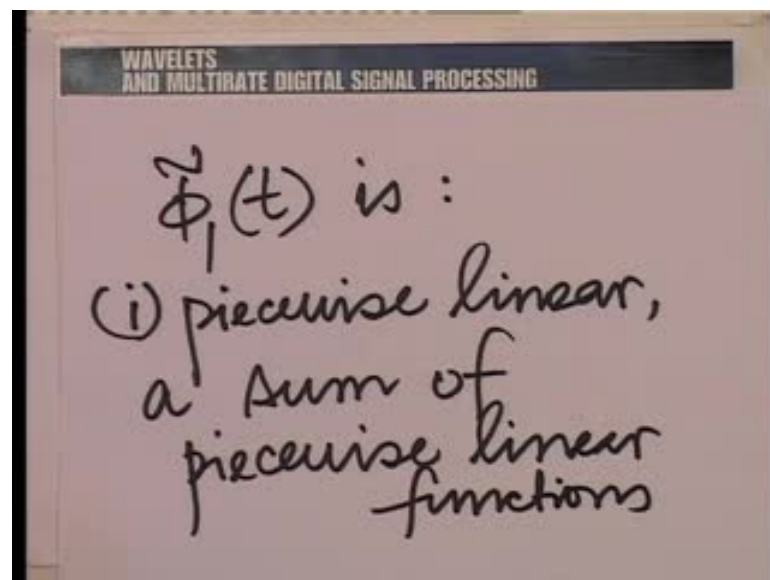 WAVELETS
AND MULTIRATE DIGITAL SIGNAL PROCESSING
φ̃₁(t) is :
(i) piecewise linear,
a sum of
piecewise linear
functions